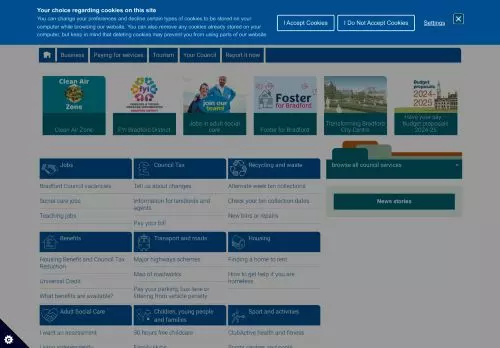 Your choice regarding cookies on this site
You can change your preferences and decline certain types of cookies to be stored on your
computer while browsing our website. You can also remove any cookies already stored on your
computer, but keep in mind that deleting cookies may prevent you from using parts of our website.
I Accept Cookies
I Do Not Accept Cookies
Settings
Business
Paying for services
Tourism
Your Council
Report it now
Clean Air
Zone
Clean Air Zone
fyi
FYI Bradford District
join our
team!
Jobs in adult social
care
Foster
for Bradford
Foster for Bradford
Transforming Bradford
City Centre
Budget
proposals
2024-
2025
Have your say -
Budget proposals
2024-25
Jobs
Bradford Council vacancies
Social care jobs
Teaching jobs
Council Tax
Tell us about changes
Information for landlords and
agents
Pay your bill
Recycling and waste
Alternate week bin collections
Check your bin collection dates
New bins or repairs
Browse all council services
News stories
Benefits
Housing Benefit and Council Tax
Reduction
Universal Credit
What benefits are available?
Transport and roads
Major highways schemes
Map of roadworks
Pay your parking, bus lane or
littering from vehicle penalty
Housing
Finding a home to rent
How to get help if you are
homeless
Adult Social Care
I want an assessment
Living independently
Children, young people
and families
30 hours free childcare
Family Hubs
Sport and activities
ClubActive health and fitness